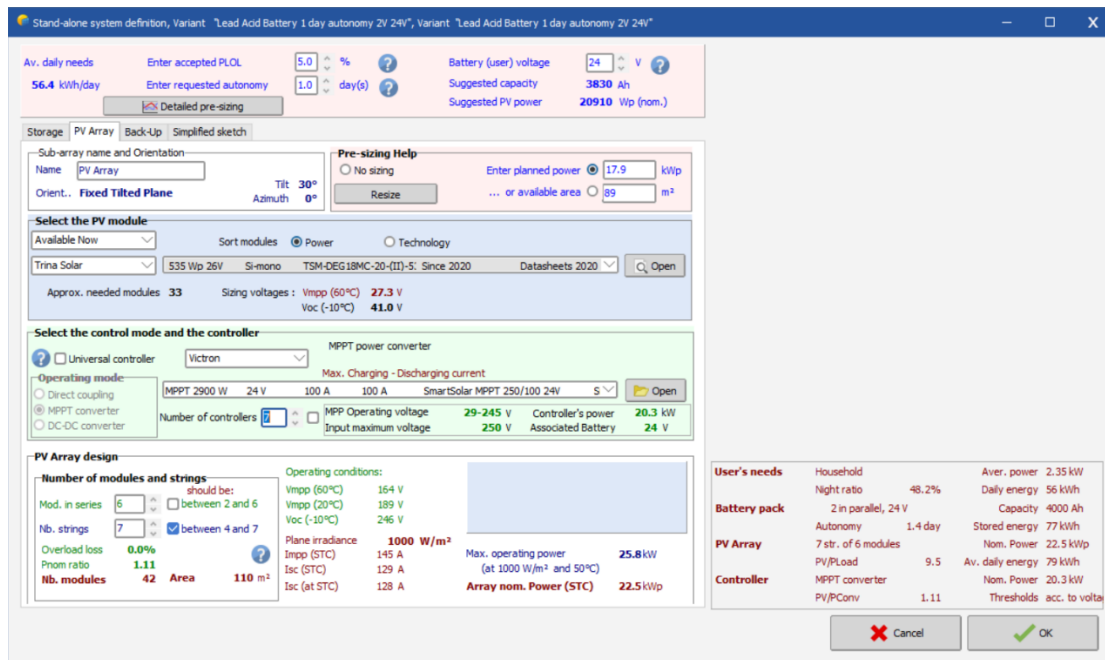 Stand-alone system definition, Variant "Lead Acid Battery 1 day autonomy 2V 24V", Variant "Lead Acid Battery 1 day autonomy 2V 24V"
Av. daily needs Enter accepted PLOL 5.0 % ? Battery (user) voltage 24 V ?
56.4 kWh/day Enter requested autonomy 1.0 day(s) ? Suggested capacity 3830 Ah
Detailed pre-sizing Suggested PV power 20910 Wp (nom.)
Storage PV Array Back-Up Simplified sketch
Sub-array name and Orientation
Name PV Array
Orient.. Fixed Tilted Plane
Tilt 30°
Azimuth 0°
Pre-sizing Help
No sizing Enter planned power 17.9 kWp
Resize ... or available area 89 m²
Select the PV module
Available Now Sort modules Power Technology
Trina Solar 535 Wp 26V Si-mono TSM-DEG18MC-20-(II)-5: Since 2020 Datasheets 2020 Open
Approx. needed modules 33 Sizing voltages : Vmpp (60°C) 27.3 V
Voc (-10°C) 41.0 V
Select the control mode and the controller
? Universal controller Victron MPPT power converter
Max. Charging - Discharging current
Operating mode
Direct coupling
MPPT converter
DC-DC converter
MPPT 2900 W 24 V 100 A 100 A SmartSolar MPPT 250/100 24V S Open
Number of controllers 7 MPP Operating voltage 29-245 V Controller's power 20.3 kW
Input maximum voltage 250 V Associated Battery 24 V
PV Array design
Number of modules and strings
should be:
Mod. in series 6 between 2 and 6
Nb. strings 7 between 4 and 7
Overload loss 0.0% ?
Pnom ratio 1.11
Nb. modules 42 Area 110 m²
Operating conditions:
Vmpp (60°C) 164 V
Vmpp (20°C) 189 V
Voc (-10°C) 246 V
Plane irradiance 1000 W/m²
Impp (STC) 145 A
Isc (STC) 129 A
Isc (at STC) 128 A
Max. operating power 25.8 kW
(at 1000 W/m² and 50°C)
Array nom. Power (STC) 22.5 kWp
User's needs Household Aver. power 2.35 kW
Night ratio 48.2% Daily energy 56 kWh
Battery pack 2 in parallel, 24 V Capacity 4000 Ah
Autonomy 1.4 day Stored energy 77 kWh
PV Array 7 str. of 6 modules Nom. Power 22.5 kWp
PV/PLoad 9.5 Av. daily energy 79 kWh
Controller MPPT converter Nom. Power 20.3 kW
PV/PConv 1.11 Thresholds acc. to volta
Cancel OK